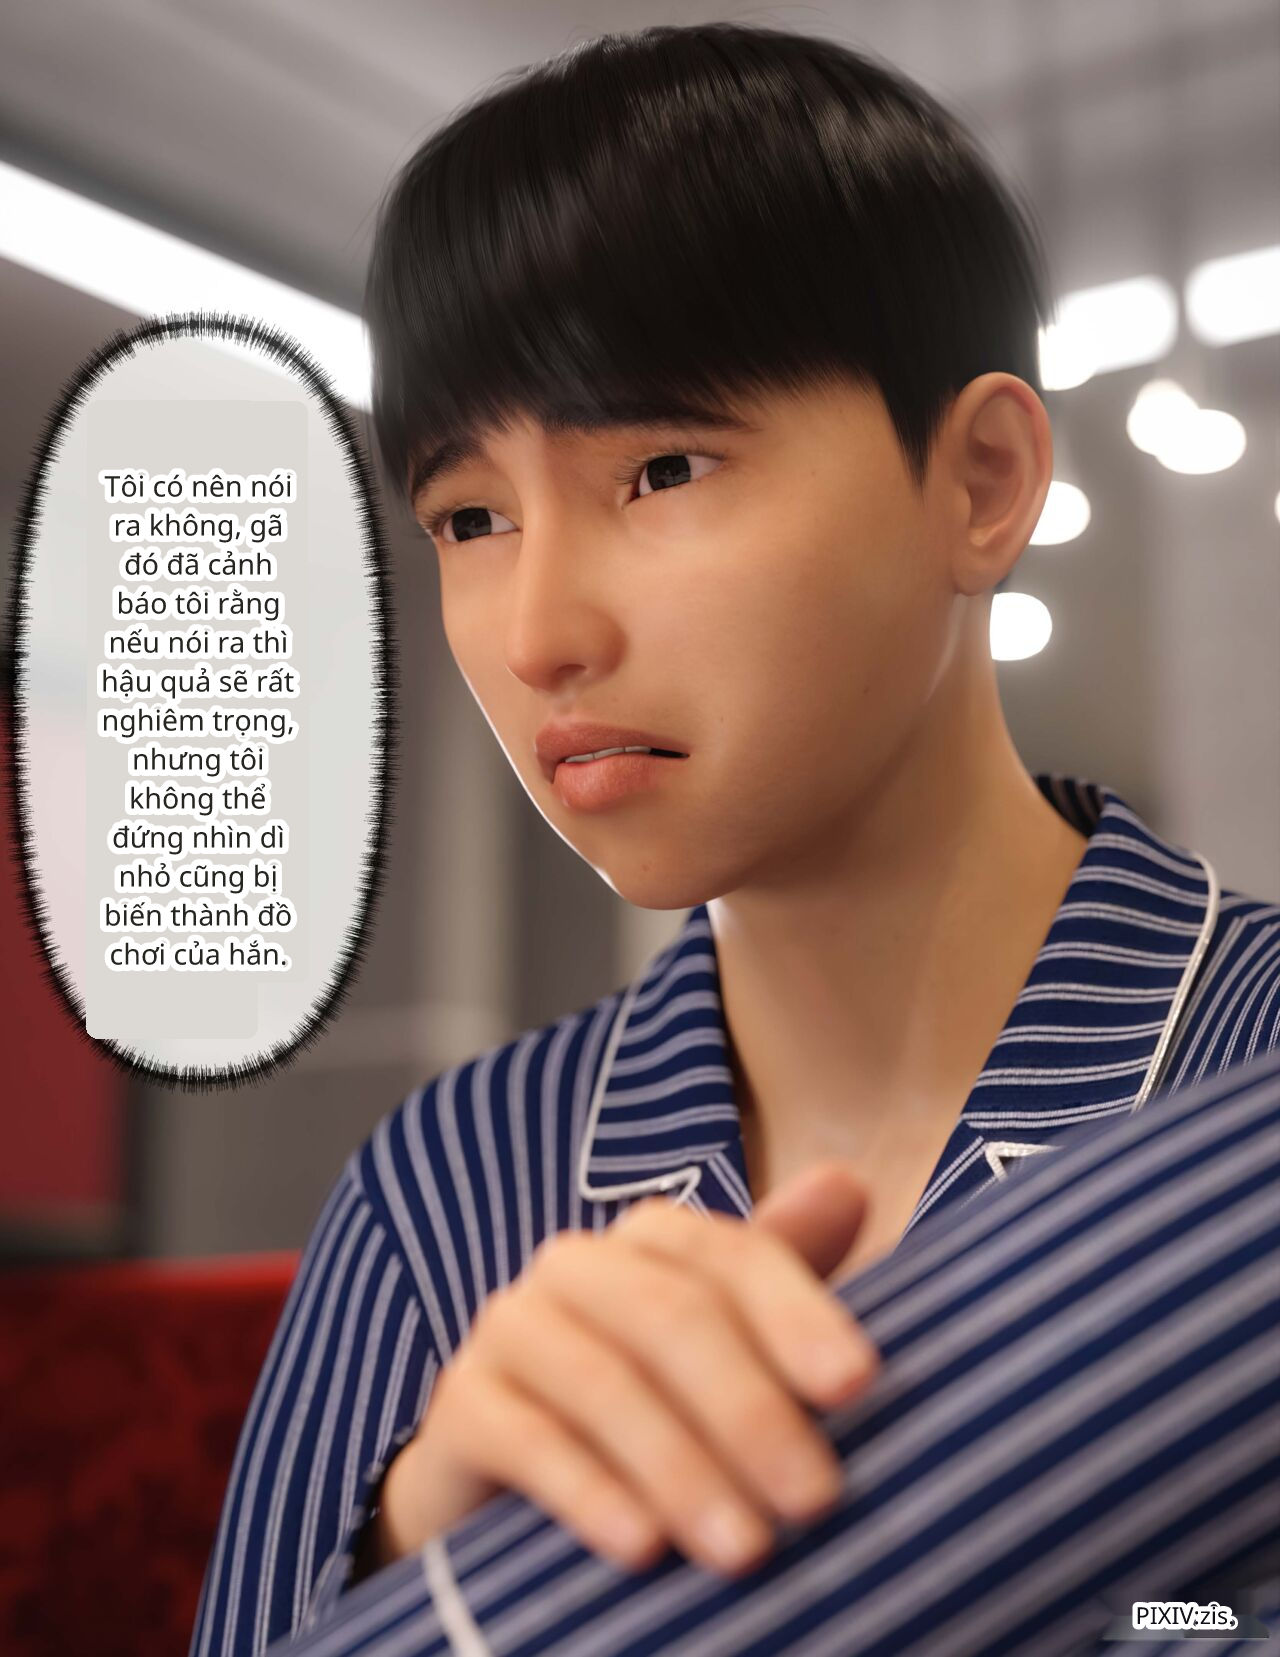 Tôi có nên nói
ra không, gã
đó đã cảnh
báo tôi rằng
nếu nói ra thì
hậu quả sẽ rất
nghiêm trọng,
nhưng tôi
không thể
đứng nhìn dì
nhỏ cũng bị
biến thành đồ
chơi của hắn.
PIXIV:zis.